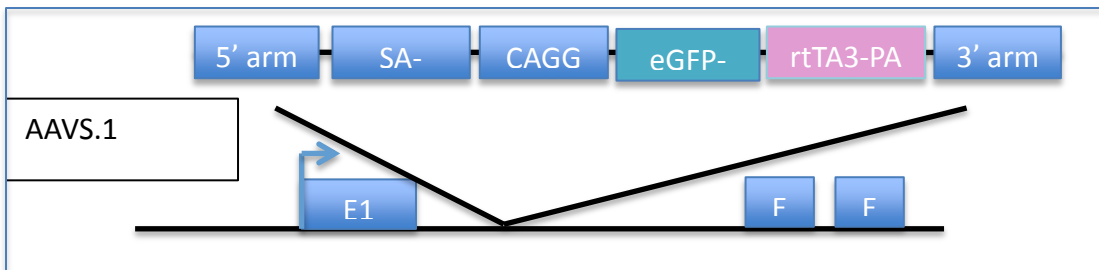 5’ arm SA- CAGG eGFP- rtTA3-PA 3’ arm
AAVS.1
E1 F F